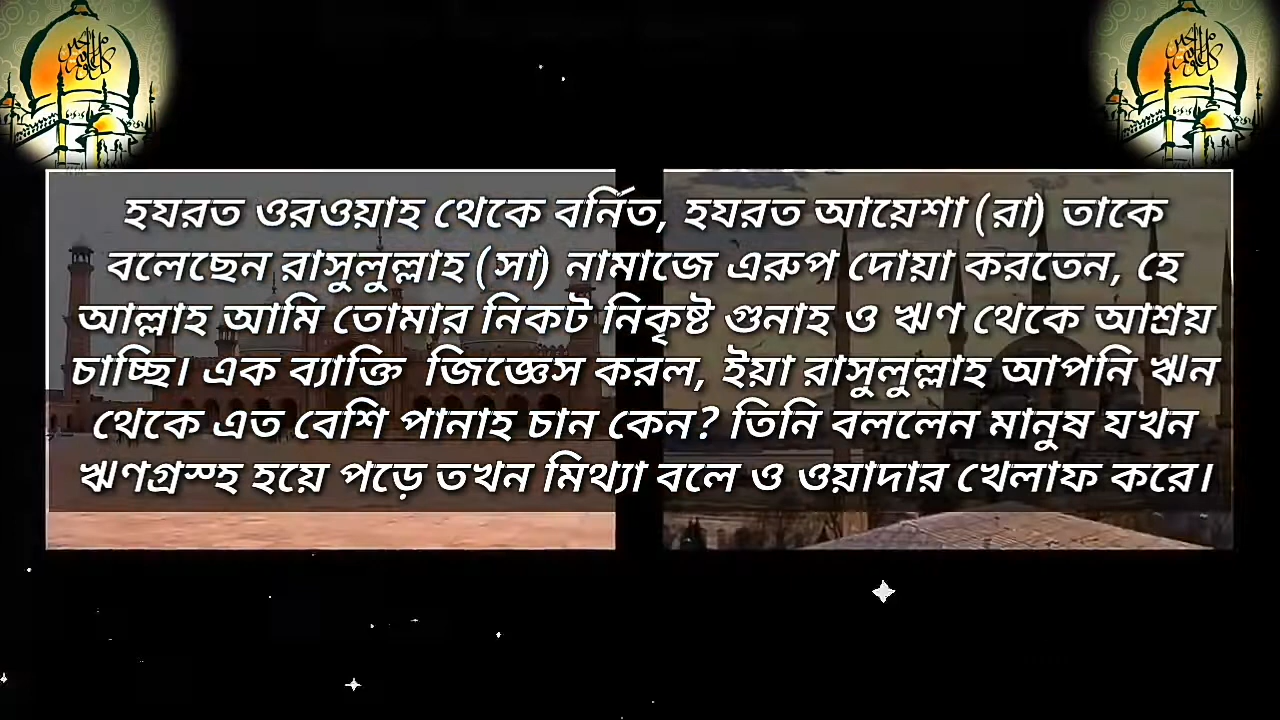 হযরত ওরওয়াহ থেকে বর্নিত, হযরত আয়েশা (রা) তাকে
বলেছেন রাসুলুল্লাহ (সা) নামাজে এরুপ দোয়া করতেন, হে
আল্লাহ আমি তোমার নিকট নিকৃষ্ট গুনাহ ও ঋণ থেকে আশ্রয়
চাচ্ছি। এক ব্যাক্তি জিজ্ঞেস করল, ইয়া রাসুলুল্লাহ আপনি ঋন
থেকে এত বেশি পানাহ চান কেন? তিনি বললেন মানুষ যখন
ঋণগ্রস্হ হয়ে পড়ে তখন মিথ্যা বলে ও ওয়াদার খেলাফ করে।